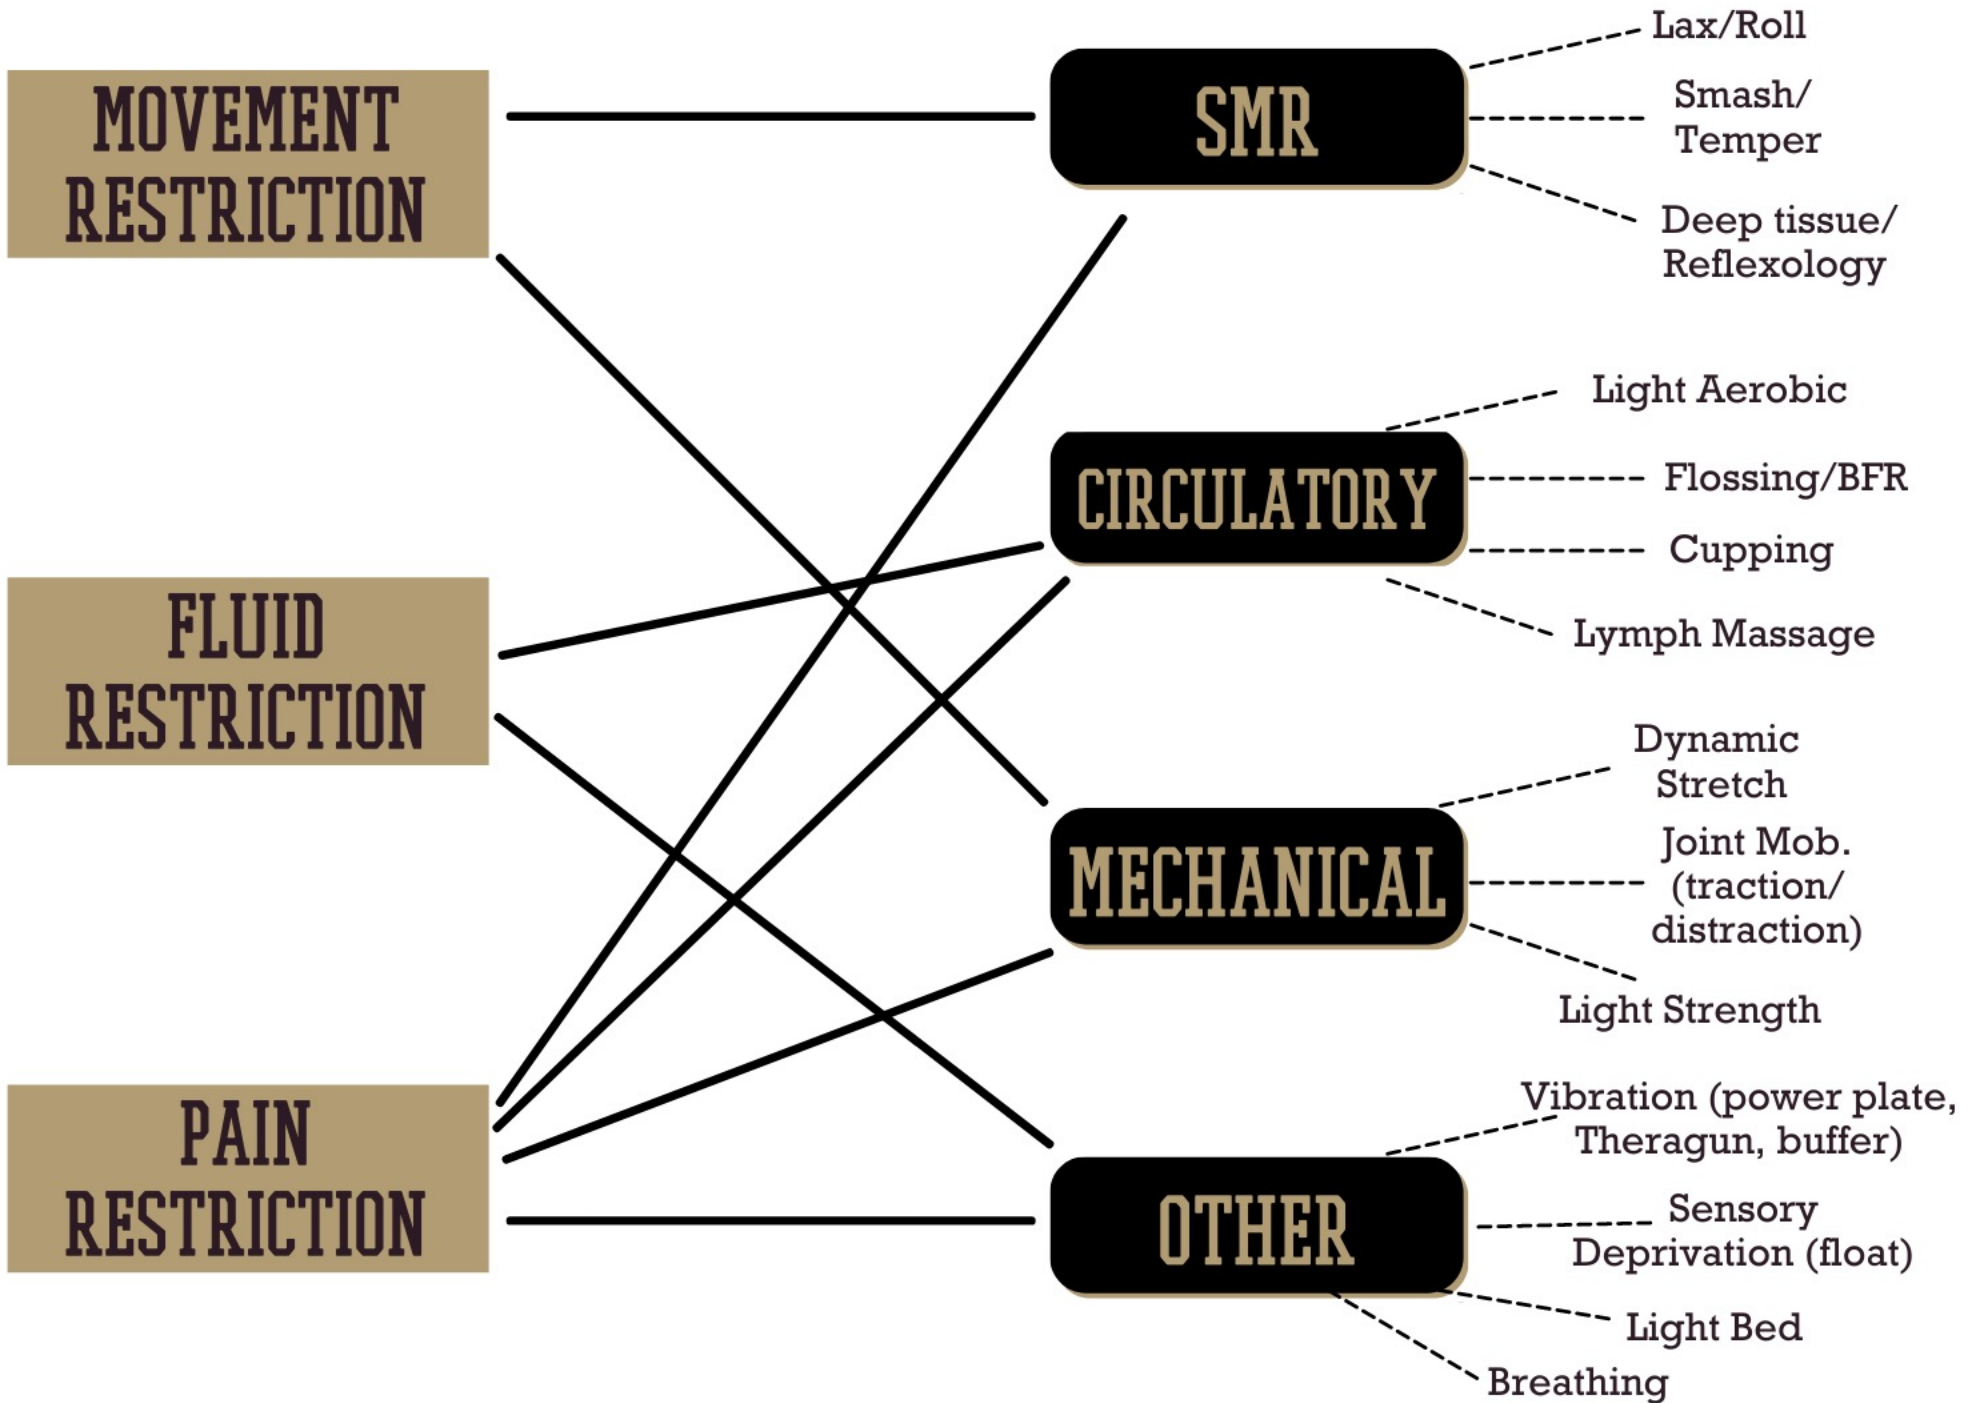 MOVEMENT
RESTRICTION
SMR
Lax/Roll
Smash/
Temper
Deep tissue/
Reflexology
FLUID
RESTRICTION
CIRCULATORY
Light Aerobic
Flossing/BFR
Cupping
Lymph Massage
MECHANICAL
Dynamic
Stretch
Joint Mob.
(traction/
distraction)
Light Strength
PAIN
RESTRICTION
OTHER
Vibration (power plate,
Theragun, buffer)
Sensory
Deprivation (float)
Light Bed
Breathing